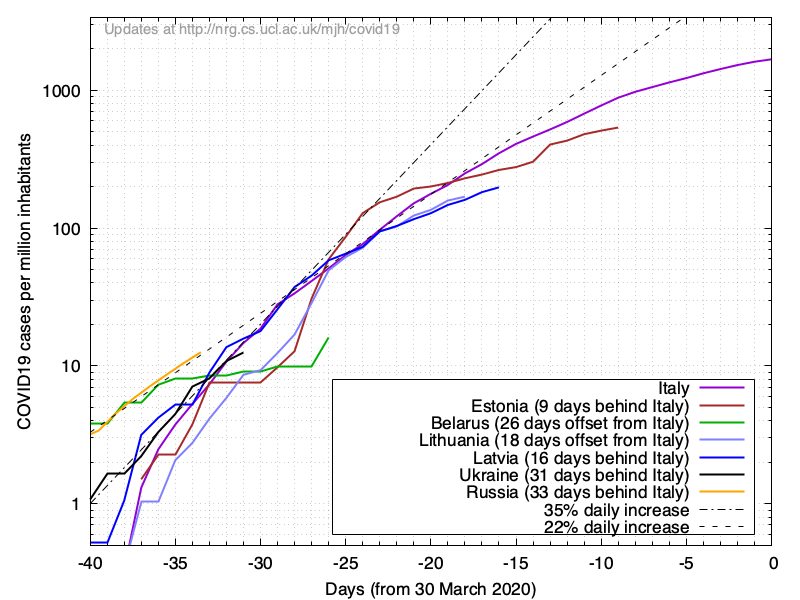 Updates at http://nrg.cs.ucl.ac.uk/mjh/covid19
COVID19 cases per million inhabitants
1000
100
10
1
Italy
Estonia (9 days behind Italy)
Belarus (26 days offset from Italy)
Lithuania (18 days offset from Italy)
Latvia (16 days behind Italy)
Ukraine (31 days behind Italy)
Russia (33 days behind Italy)
35% daily increase
22% daily increase
-40 -35 -30 -25 -20 -15 -10 -5 0
Days (from 30 March 2020)